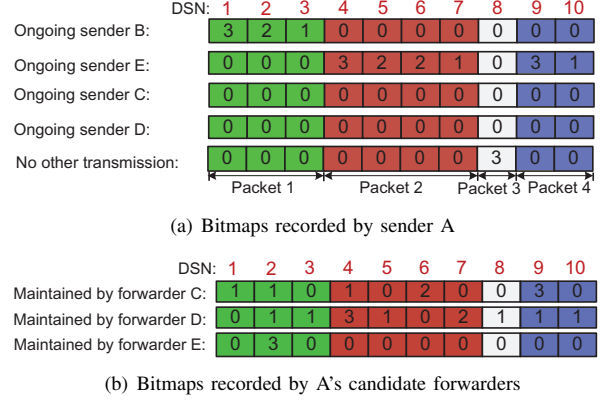 DSN: 1 2 3 4 5 6 7 8 9 10
Ongoing sender B: 3 2 1 0 0 0 0 0 0 0
Ongoing sender E: 0 0 0 3 2 2 1 0 3 1
Ongoing sender C: 0 0 0 0 0 0 0 0 0 0
Ongoing sender D: 0 0 0 0 0 0 0 0 0 0
No other transmission: 0 0 0 0 0 0 0 3 0 0
Packet 1 Packet 2 Packet 3 Packet 4
(a) Bitmaps recorded by sender A
DSN: 1 2 3 4 5 6 7 8 9 10
Maintained by forwarder C: 1 1 0 1 0 2 0 0 3 0
Maintained by forwarder D: 0 1 1 3 1 0 2 1 1 1
Maintained by forwarder E: 0 3 0 0 0 0 0 0 0 0
(b) Bitmaps recorded by A's candidate forwarders